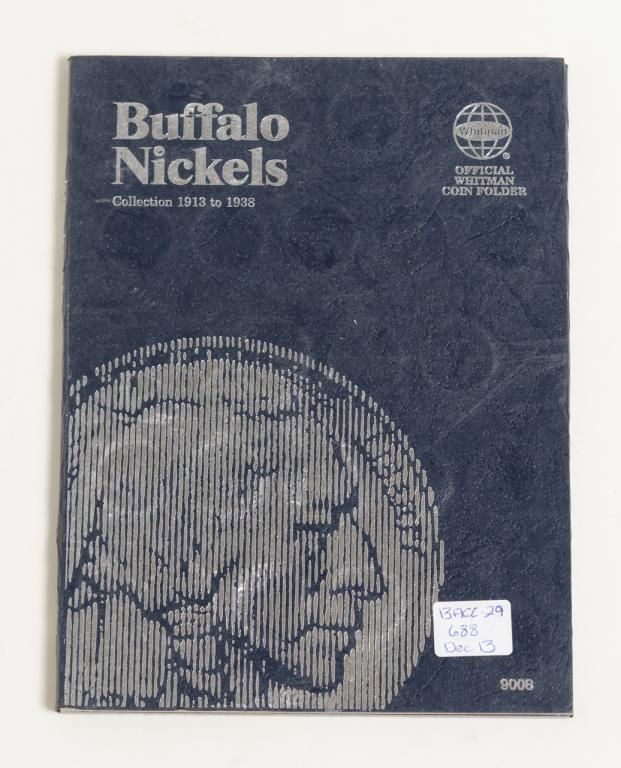 Buffalo
Nickels
Collection 1913 to 1938
Whitman
®
OFFICIAL
WHITMAN
COIN FOLDER
BACC-29
688
Dec 13
9008